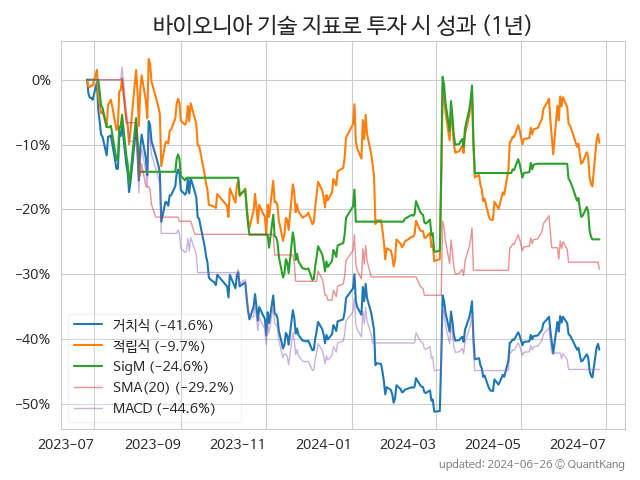 바이오니아 기술 지표로 투자 시 성과 (1년)
0%
−10%
−20%
−30%
−40%
−50%
거치식 (−41.6%)
적립식 (−9.7%)
SigM (−24.6%)
SMA(20) (−29.2%)
MACD (−44.6%)
2023-07 2023-09 2023-11 2024-01 2024-03 2024-05 2024-07
updated: 2024-06-26 © QuantKang